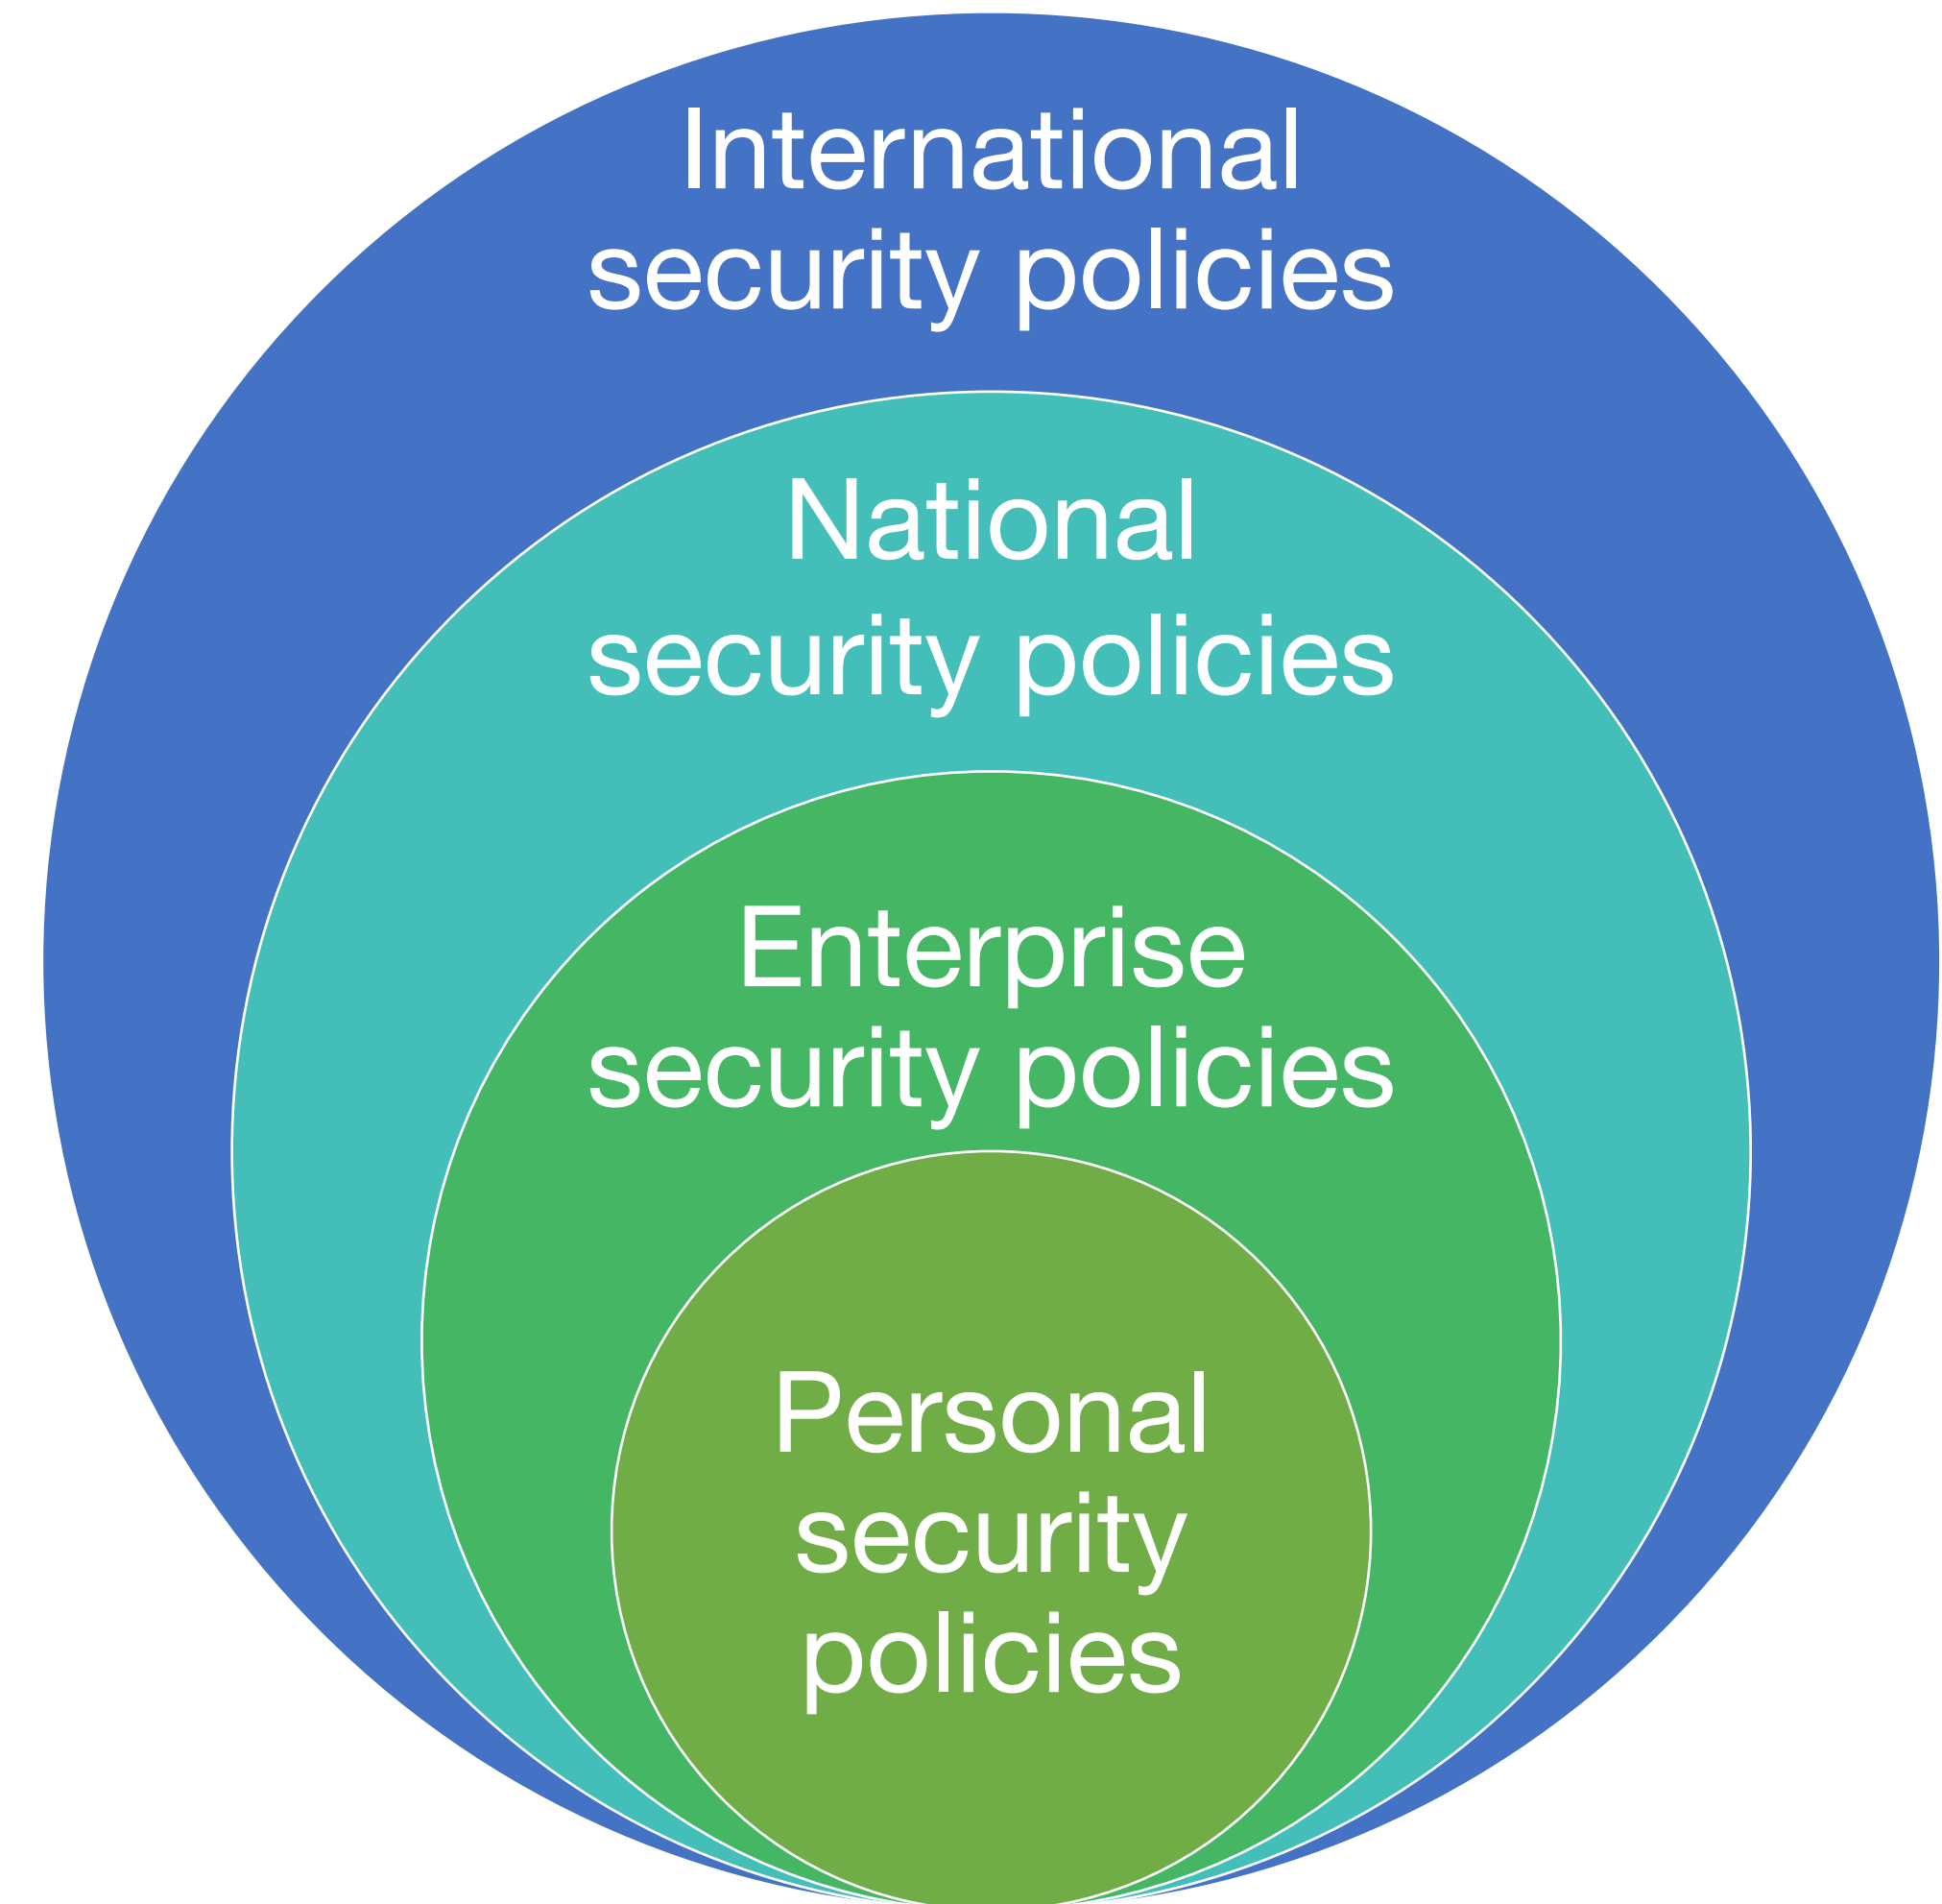 International
security policies
National
security policies
Enterprise
security policies
Personal
security
policies